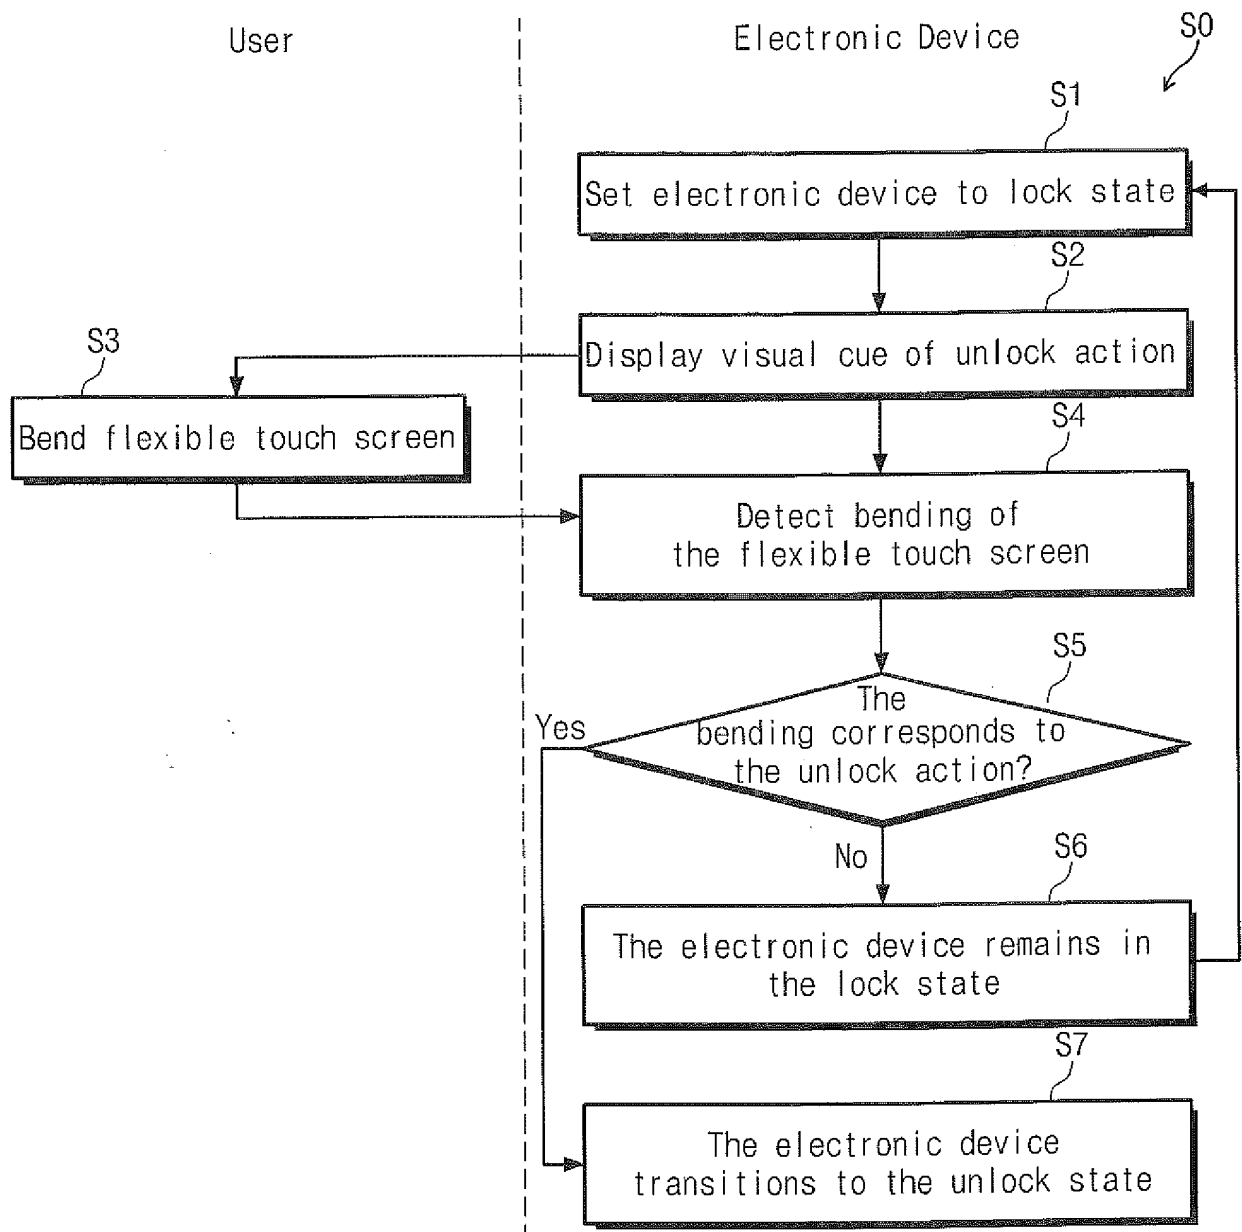 User
Electronic Device
S0
S1
Set electronic device to lock state
S2
Display visual cue of unlock action
S3
Bend flexible touch screen
S4
Detect bending of
the flexible touch screen
S5
The
bending corresponds to
the unlock action?
Yes
No
S6
The electronic device remains in
the lock state
S7
The electronic device
transitions to the unlock state